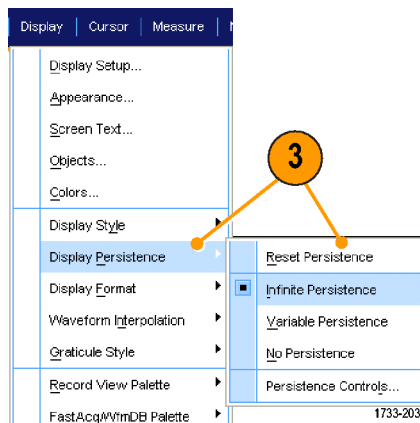 Display Cursor Measure
Display Setup...
Appearance...
Screen Text...
Objects...
Colors...
3
Display Style
Display Persistence
Reset Persistence
Display Format
Infinite Persistence
Waveform Interpolation
Variable Persistence
Graticule Style
No Persistence
Record View Palette
Persistence Controls...
FastAcq/WfmDB Palette
1733-203